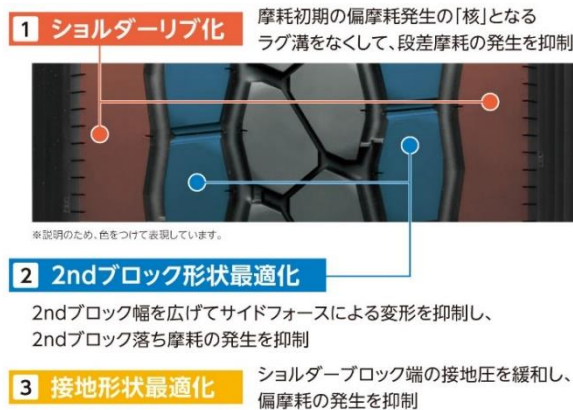 1 ショルダーリブ化
摩耗初期の偏摩耗発生の「核」となる
ラグ溝をなくして、段差摩耗の発生を抑制
※説明のため、色をつけて表現しています。
2 2ndブロック形状最適化
2ndブロック幅を広げてサイドフォースによる変形を抑制し、
2ndブロック落ち摩耗の発生を抑制
3 接地形状最適化
ショルダーブロック端の接地圧を緩和し、
偏摩耗の発生を抑制